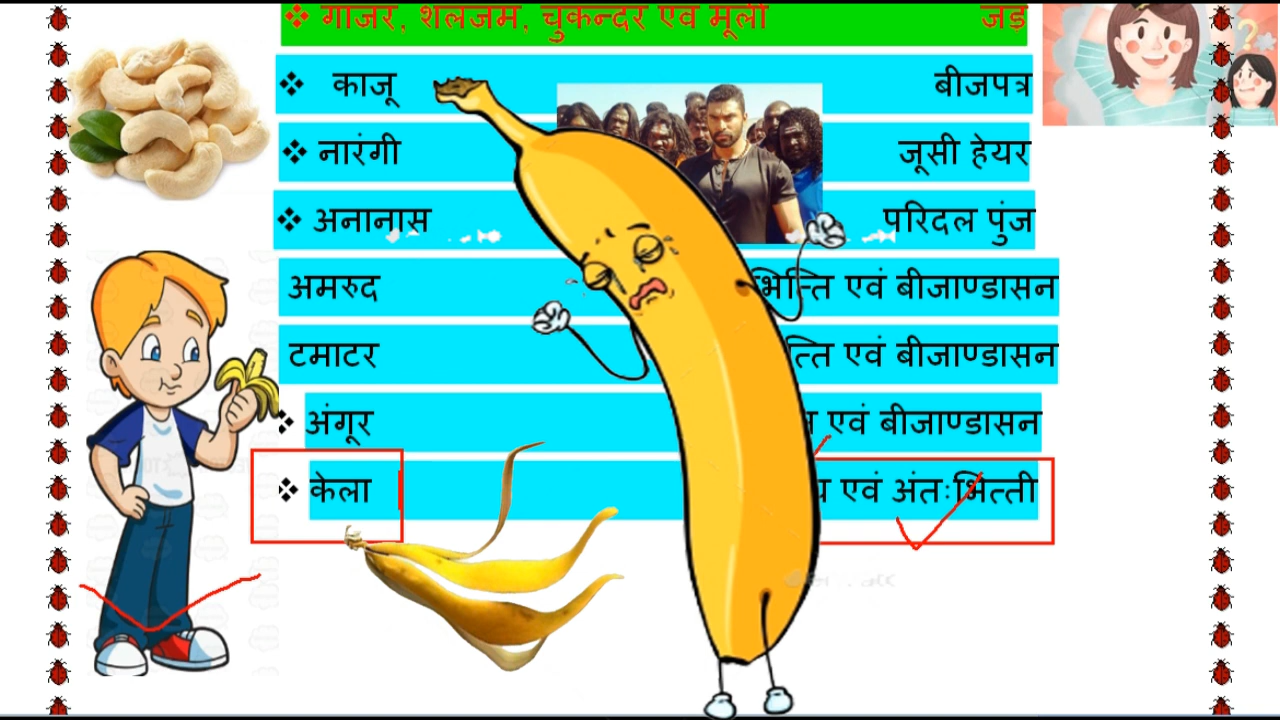 ❖ गाजर, शलजम, चुकन्दर एवं मूली जड़
❖ काजू बीजपत्र
❖ नारंगी जूसी हेयर
❖ अनानास परिदल पुंज
अमरुद भित्ति एवं बीजाण्डासन
टमाटर एवं बीजाण्डासन
अंगूर एवं बीजाण्डासन
❖ केला एवं अंतःभित्ती